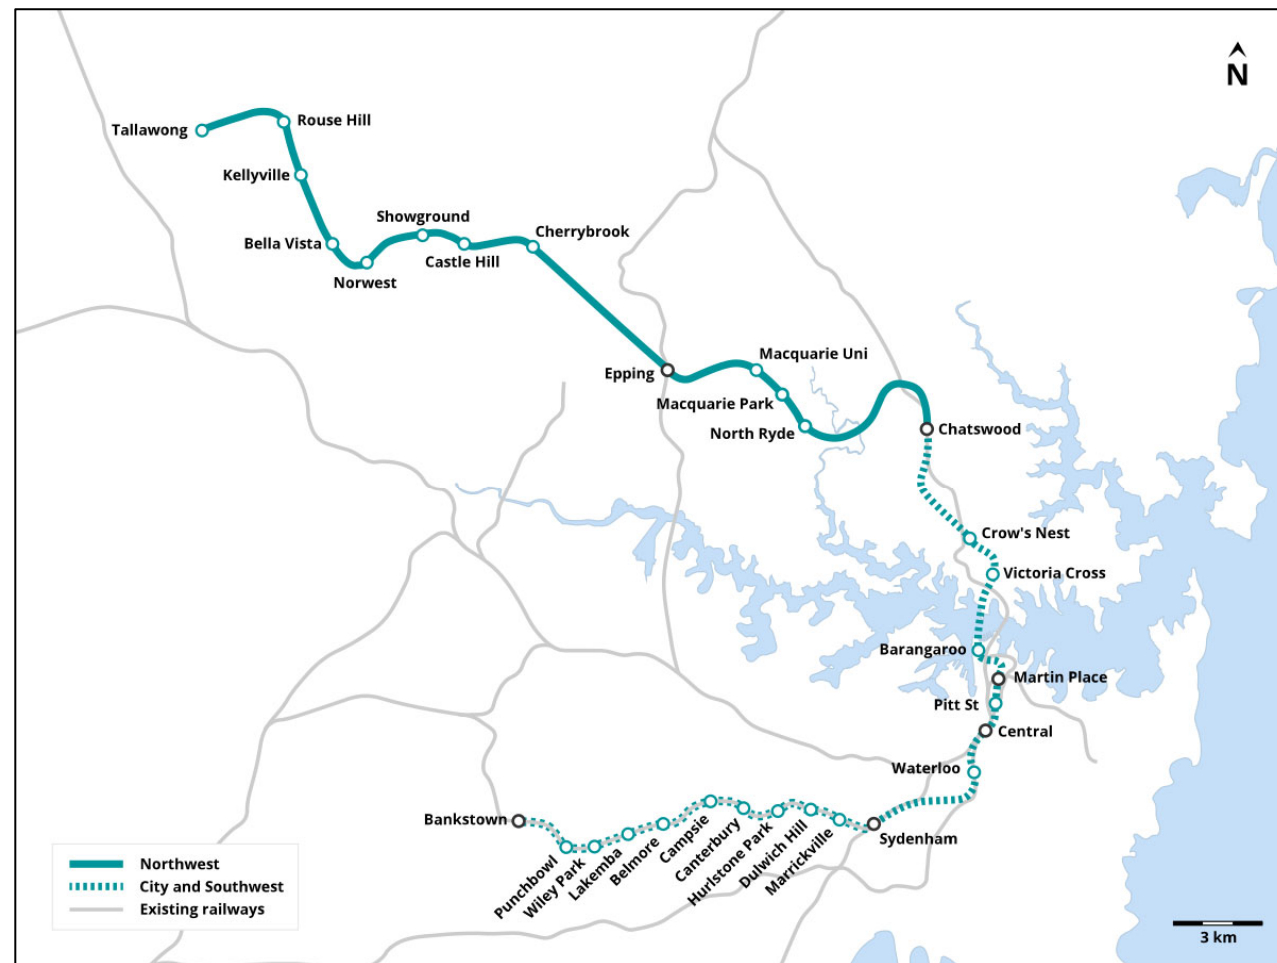 N
Tallawong
Rouse Hill
Kellyville
Bella Vista
Norwest
Showground
Castle Hill
Cherrybrook
Epping
Macquarie Uni
Macquarie Park
North Ryde
Chatswood
Crow's Nest
Victoria Cross
Barangaroo
Martin Place
Pitt St
Central
Waterloo
Sydenham
Marrickville
Dulwich Hill
Hurlstone Park
Canterbury
Campsie
Belmore
Lakemba
Wiley Park
Punchbowl
Bankstown
Northwest
City and Southwest
Existing railways
3 km